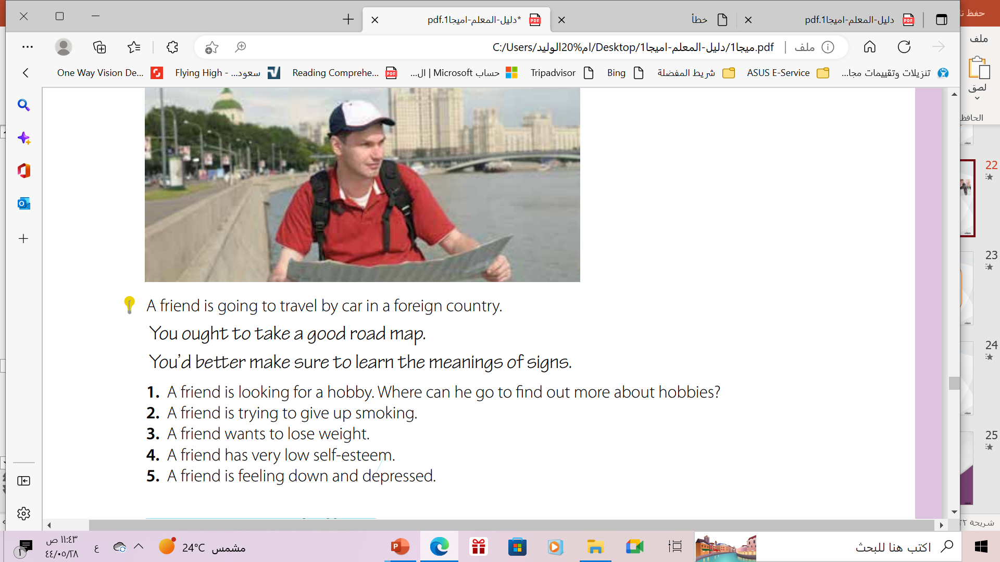 دليل-المعلم-اميجا1.pdf
خطأ
*دليل-المعلم-اميجا1.pdf
حفظ تل
ملف
C:/Users/ام%20الوليد/Desktop/ميجا1/دليل-المعلم-اميجا1.pdf
ملف
One Way Vision De...
Flying High - سعود...
Reading Comprehe...
حساب Microsoft | ال...
Tripadvisor
Bing
شريط المفضلة
ASUS E-Service
تنزيلات وتقييمات مجا...
لصق
الحافظ
22
23
24
25
A friend is going to travel by car in a foreign country.
You ought to take a good road map.
You'd better make sure to learn the meanings of signs.
1. A friend is looking for a hobby. Where can he go to find out more about hobbies?
2. A friend is trying to give up smoking.
3. A friend wants to lose weight.
4. A friend has very low self-esteem.
5. A friend is feeling down and depressed.
شريحة ٢٢
١
١١:٤٣ ص
٤٤/٠٥/٢٨
ع
24°C مشمس
اكتب هنا للبحث